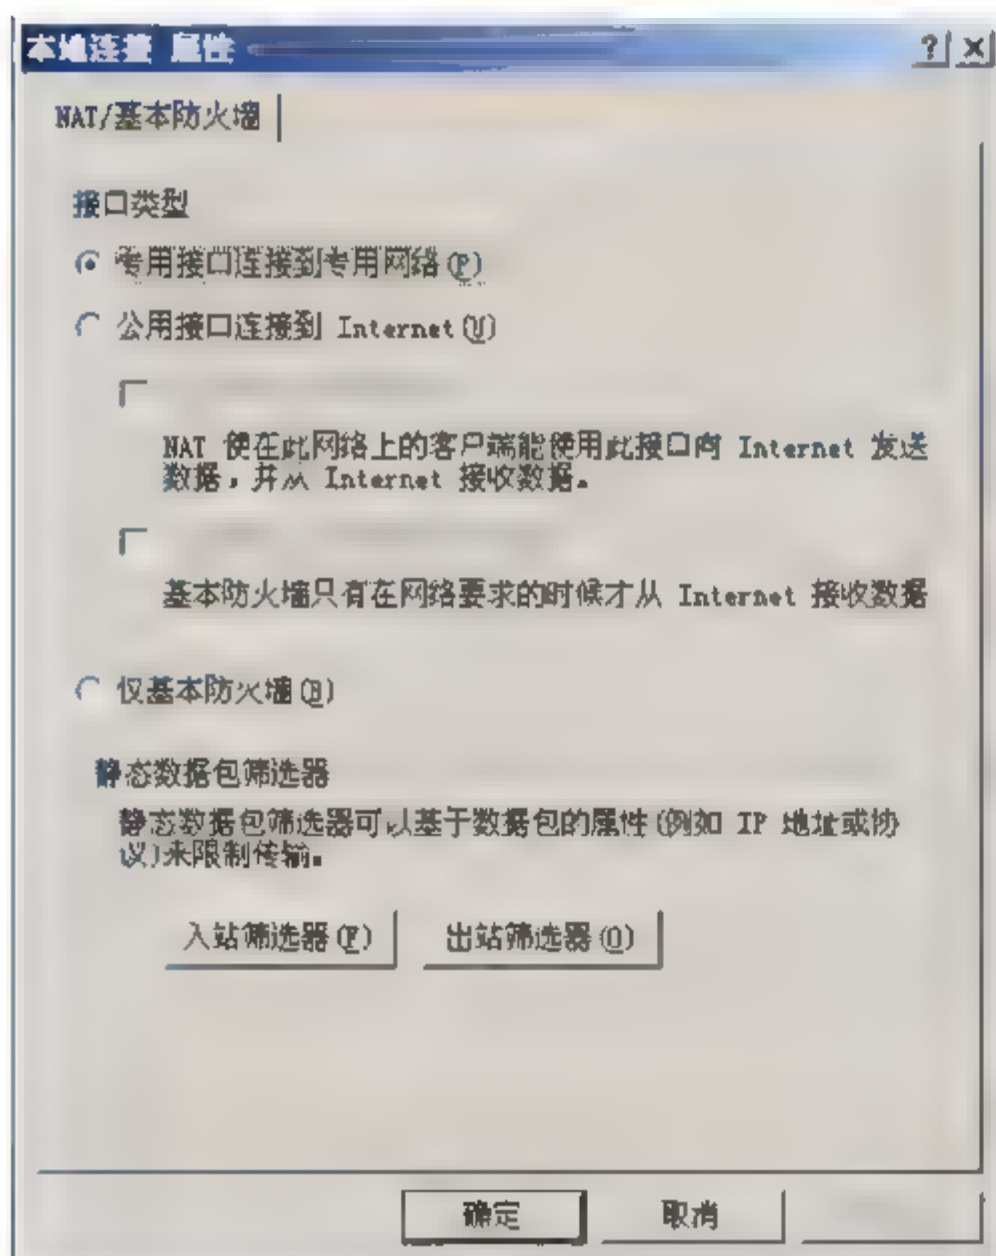 本地连接 属性
NAT/基本防火墙
接口类型
专用接口连接到专用网络(P)
公用接口连接到 Internet(U)
NAT 使在此网络上的客户端能使用此接口向 Internet 发送
数据，并从 Internet 接收数据。
基本防火墙只有在网络要求的时候才从 Internet 接收数据
仅基本防火墙(B)
静态数据包筛选器
静态数据包筛选器可以基于数据包的属性(例如 IP 地址或协
议)来限制传输。
入站筛选器(F)
出站筛选器(O)
确定
取消